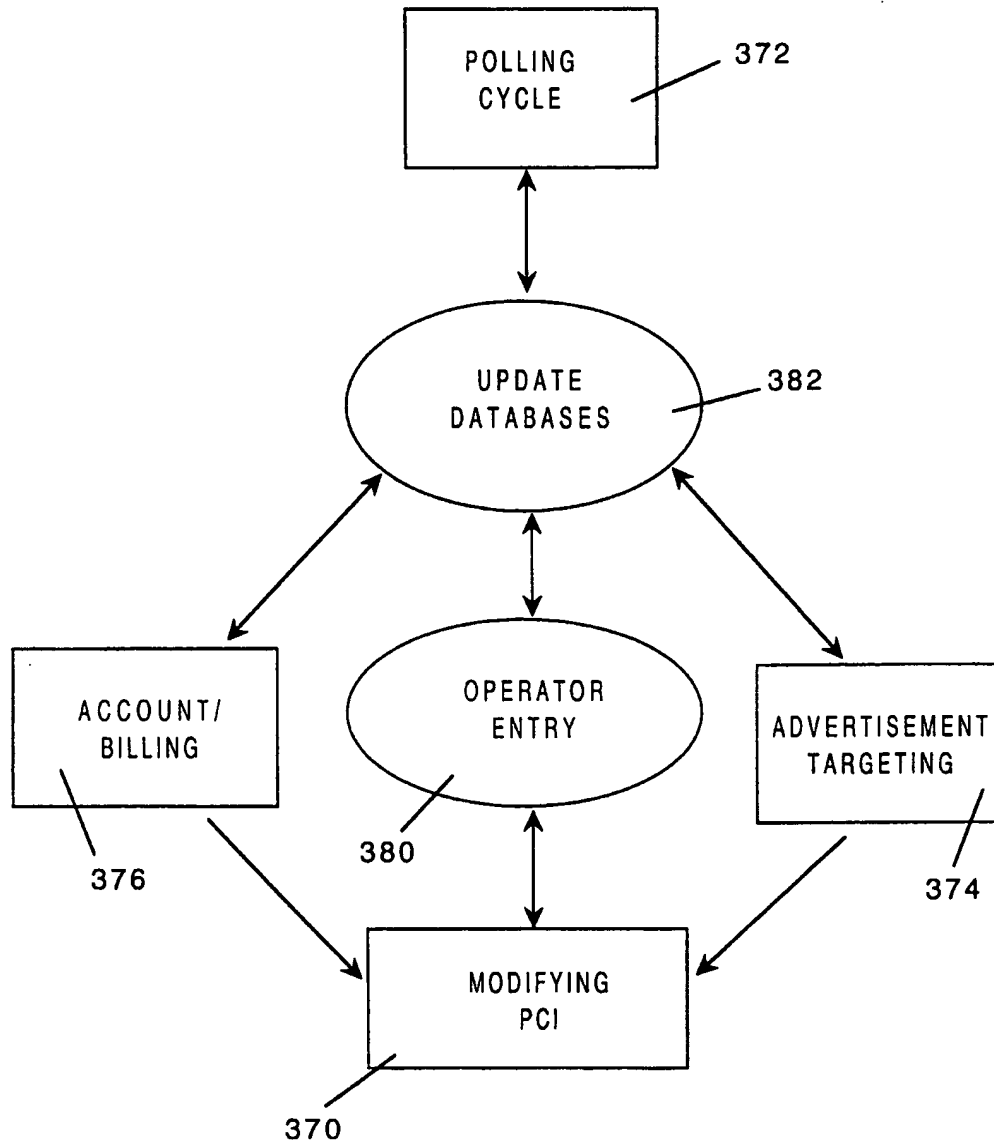 POLLING
CYCLE
372
UPDATE
DATABASES
382
ACCOUNT/
BILLING
376
OPERATOR
ENTRY
380
ADVERTISEMENT
TARGETING
374
MODIFYING
PCI
370